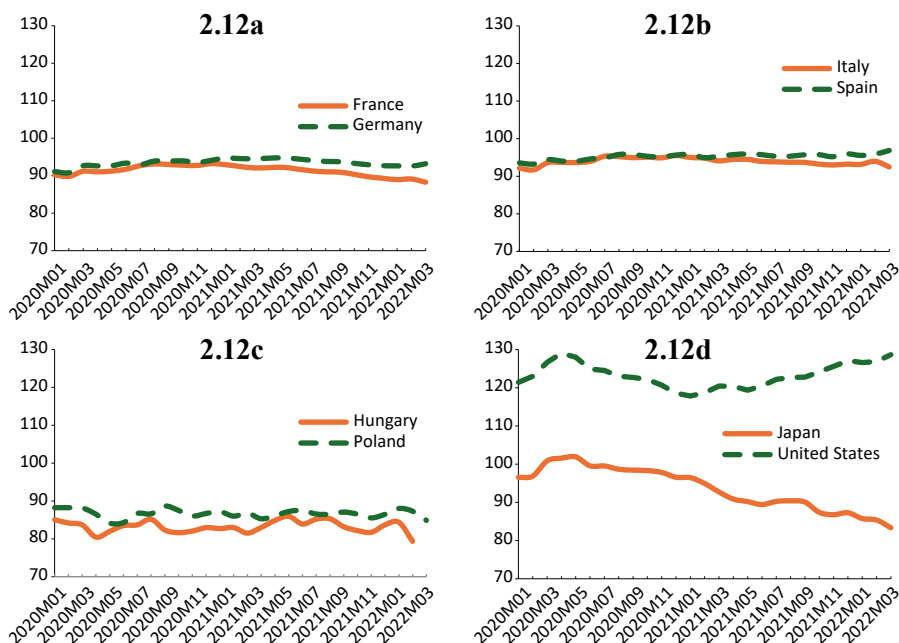 2.12a
130
120
110
100
90
80
70
France
Germany
2020M01
2020M03
2020M05
2020M07
2020M09
2020M11
2021M01
2021M03
2021M05
2021M07
2021M09
2021M11
2022M01
2022M03
2.12b
130
120
110
100
90
80
70
Italy
Spain
2020M01
2020M03
2020M05
2020M07
2020M09
2020M11
2021M01
2021M03
2021M05
2021M07
2021M09
2021M11
2022M01
2022M03
2.12c
130
120
110
100
90
80
70
Hungary
Poland
2020M01
2020M03
2020M05
2020M07
2020M09
2020M11
2021M01
2021M03
2021M05
2021M07
2021M09
2021M11
2022M01
2022M03
2.12d
130
120
110
100
90
80
70
Japan
United States
2020M01
2020M03
2020M05
2020M07
2020M09
2020M11
2021M01
2021M03
2021M05
2021M07
2021M09
2021M11
2022M01
2022M03